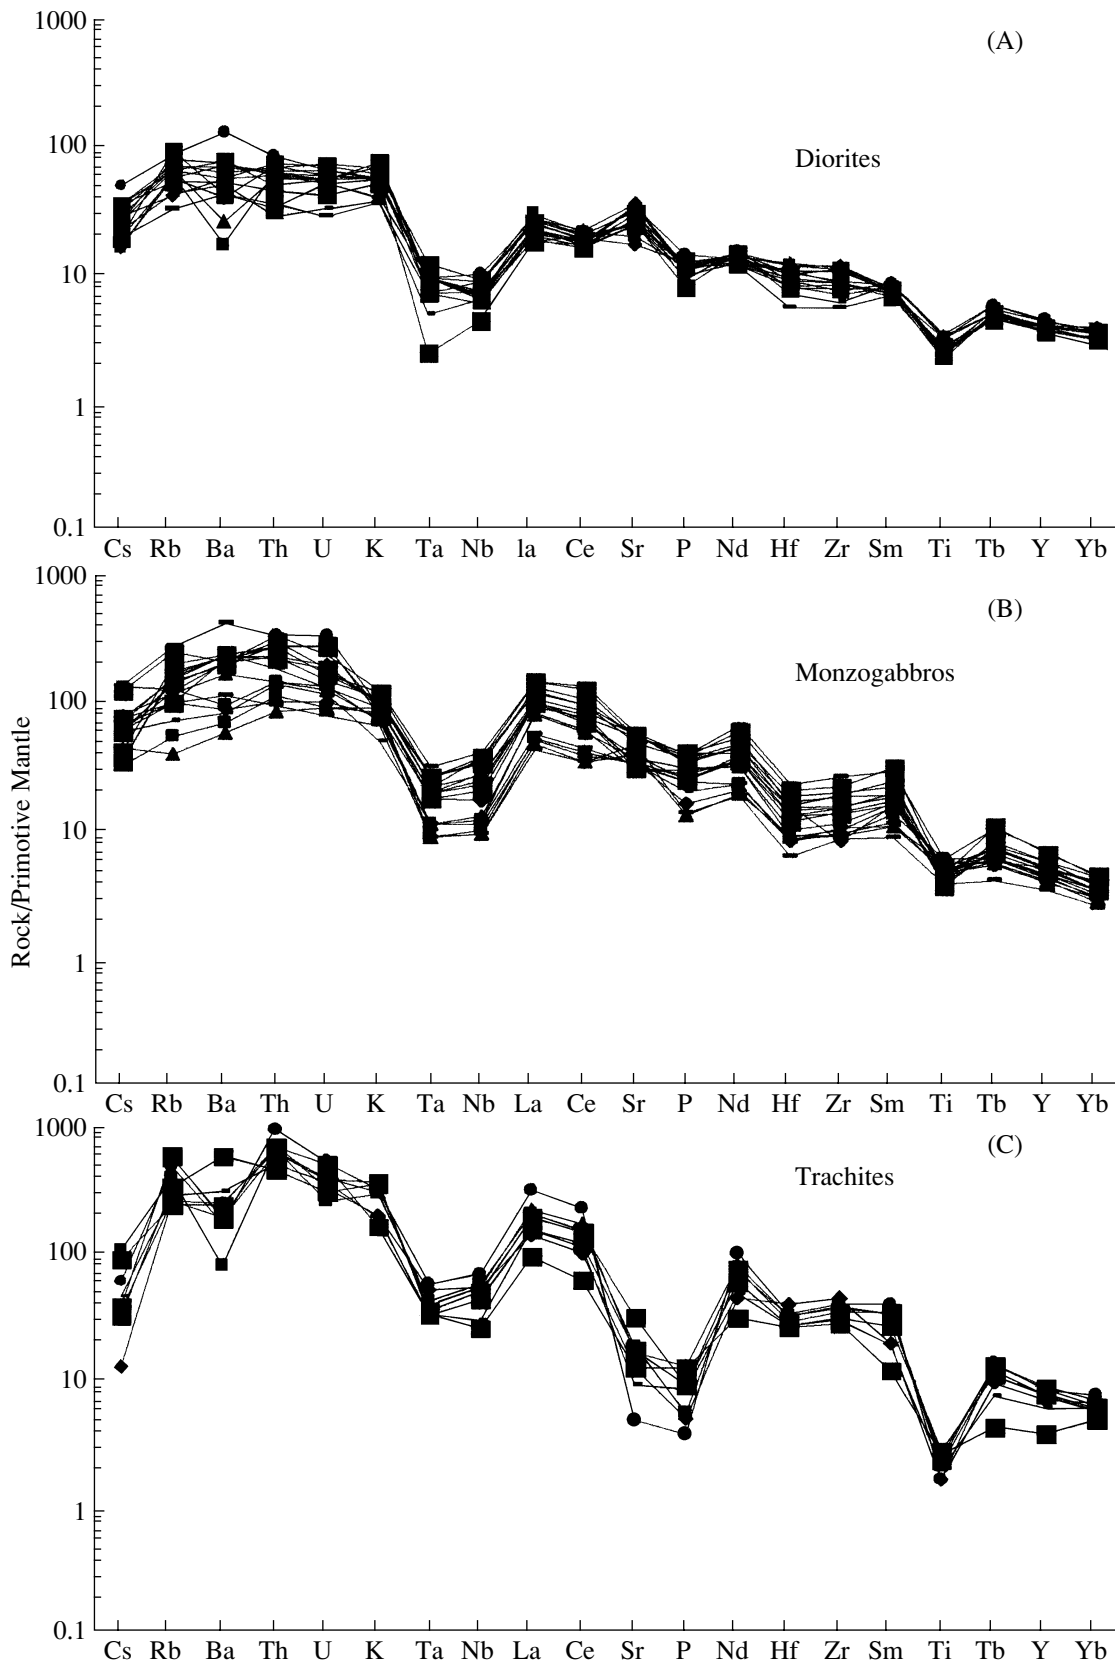 1000
(A)
100
Diorites
10
1
0.1
Cs Rb Ba Th U K Ta Nb la Ce Sr P Nd Hf Zr Sm Ti Tb Y Yb
1000
(B)
Monzogabbros
100
Rock/Primotive Mantle
10
1
0.1
Cs Rb Ba Th U K Ta Nb La Ce Sr P Nd Hf Zr Sm Ti Tb Y Yb
1000
(C)
Trachites
100
10
1
0.1
Cs Rb Ba Th U K Ta Nb La Ce Sr P Nd Hf Zr Sm Ti Tb Y Yb